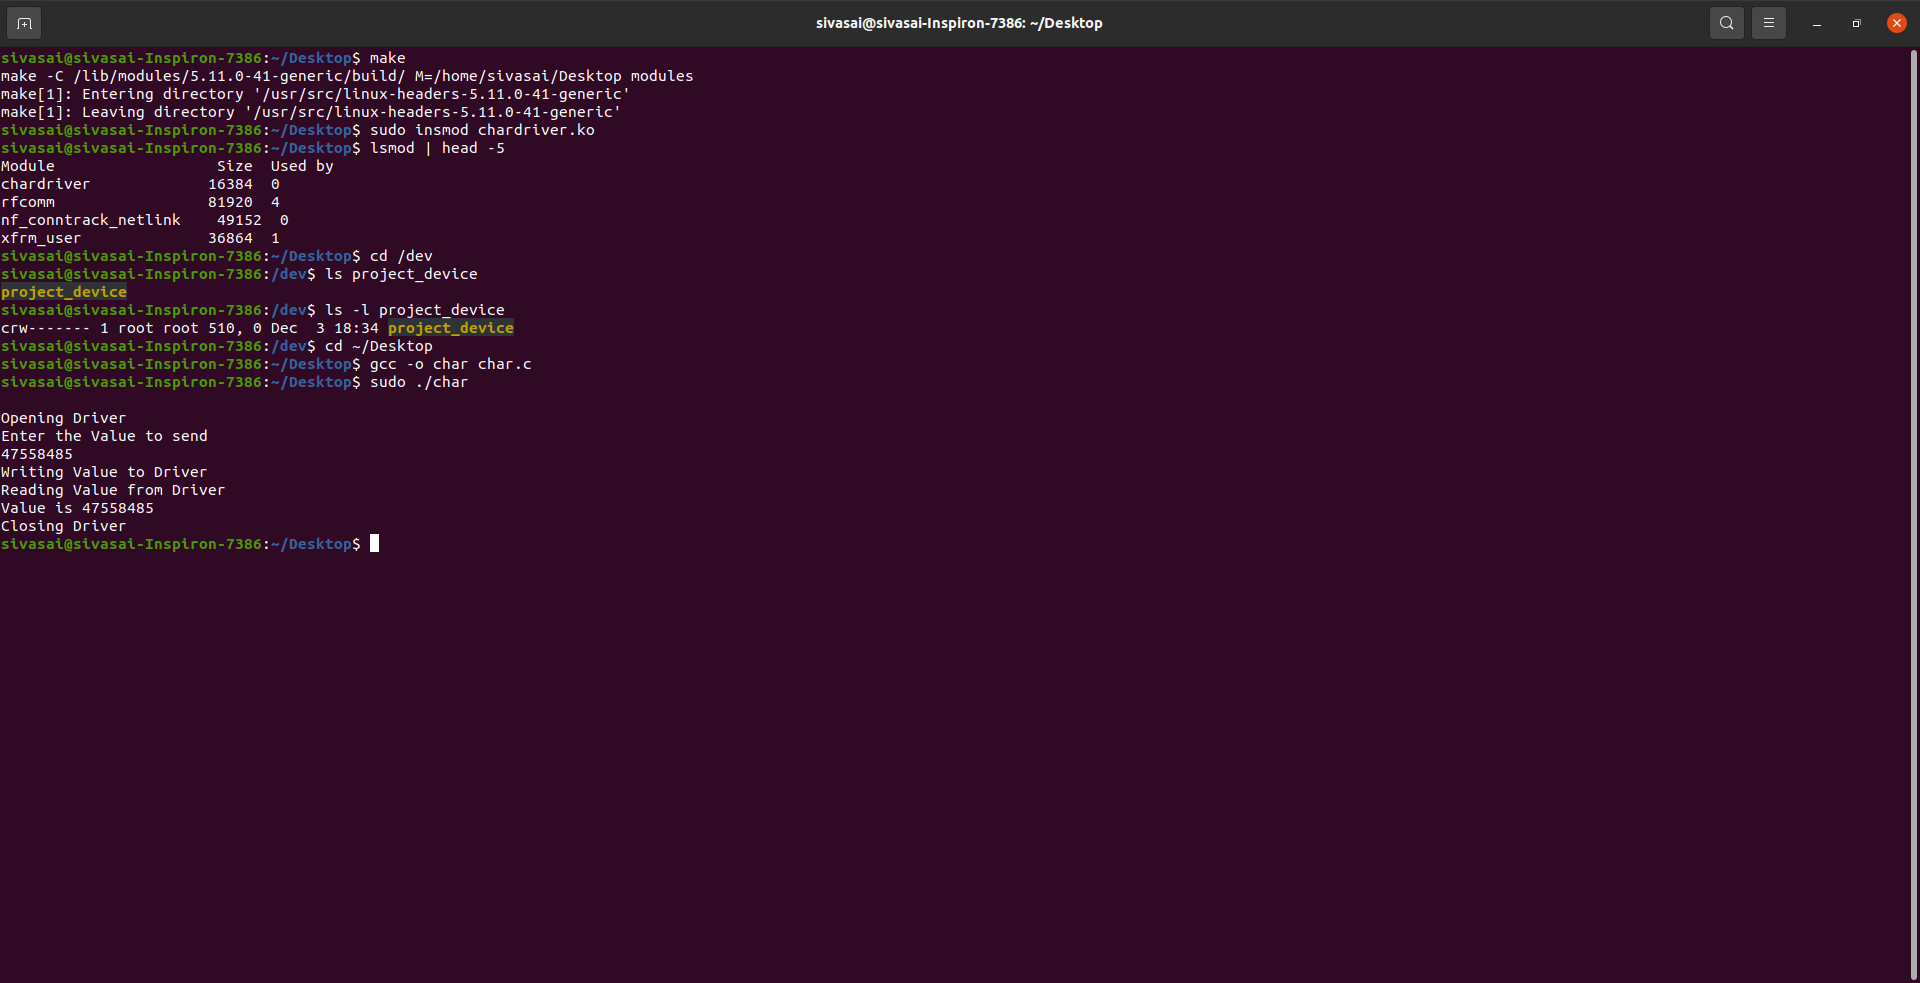 sivasai@sivasai-Inspiron-7386: ~/Desktop
sivasai@sivasai-Inspiron-7386:~/Desktop$ make
make -C /lib/modules/5.11.0-41-generic/build/ M=/home/sivasai/Desktop modules
make[1]: Entering directory '/usr/src/linux-headers-5.11.0-41-generic'
make[1]: Leaving directory '/usr/src/linux-headers-5.11.0-41-generic'
sivasai@sivasai-Inspiron-7386:~/Desktop$ sudo insmod chardriver.ko
sivasai@sivasai-Inspiron-7386:~/Desktop$ lsmod | head -5
Module                  Size  Used by
chardriver             16384  0
rfcomm                 81920  4
nf_conntrack_netlink    49152  0
xfrm_user              36864  1
sivasai@sivasai-Inspiron-7386:~/Desktop$ cd /dev
sivasai@sivasai-Inspiron-7386:/dev$ ls project_device
project_device
sivasai@sivasai-Inspiron-7386:/dev$ ls -l project_device
crw------- 1 root root 510, 0 Dec  3 18:34 project_device
sivasai@sivasai-Inspiron-7386:/dev$ cd ~/Desktop
sivasai@sivasai-Inspiron-7386:~/Desktop$ gcc -o char char.c
sivasai@sivasai-Inspiron-7386:~/Desktop$ sudo ./char
Opening Driver
Enter the Value to send
47558485
Writing Value to Driver
Reading Value from Driver
Value is 47558485
Closing Driver
sivasai@sivasai-Inspiron-7386:~/Desktop$